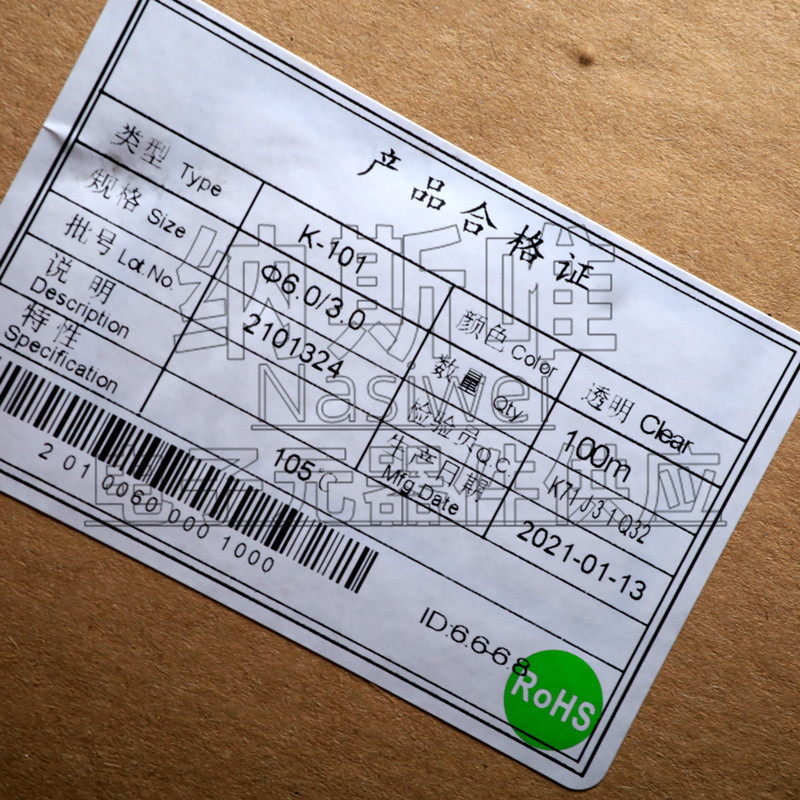 产品合格证
类型 Type K-101 颜色 Color 透明 Clear
规格 Size Φ6.0/3.0 数量 Qty 100m
批号 Lot.No. 2101324 检验员 Q.C.
说明 Description 生产日期 Mfg.Date 2021-01-13
特性 Specification 105℃
2010060 000 1000
ID:6.6-6.8
RoHS
纳斯唯
Nasiwei
电子元器件供应